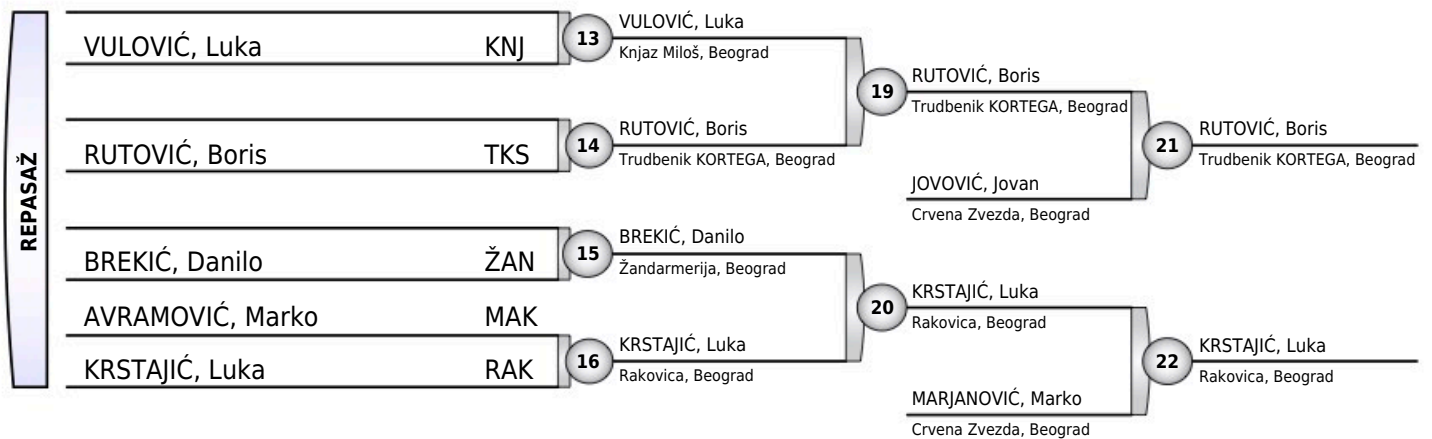 REPASAŽ
VULOVIĆ, Luka KNJ
RUTOVIĆ, Boris TKS
BREKIĆ, Danilo ŽAN
AVRAMOVIĆ, Marko MAK
KRSTAJIĆ, Luka RAK
13
VULOVIĆ, Luka
Knjaz Miloš, Beograd
14
RUTOVIĆ, Boris
Trudbenik KORTEGA, Beograd
15
BREKIĆ, Danilo
Žandarmerija, Beograd
16
KRSTAJIĆ, Luka
Rakovica, Beograd
19
RUTOVIĆ, Boris
Trudbenik KORTEGA, Beograd
JOVOVIĆ, Jovan
Crvena Zvezda, Beograd
20
KRSTAJIĆ, Luka
Rakovica, Beograd
MARJANOVIĆ, Marko
Crvena Zvezda, Beograd
21
RUTOVIĆ, Boris
Trudbenik KORTEGA, Beograd
22
KRSTAJIĆ, Luka
Rakovica, Beograd